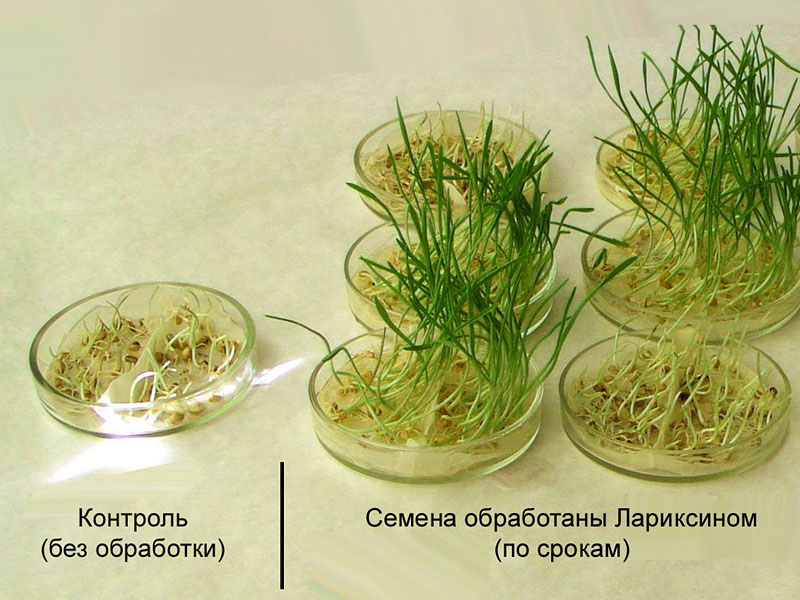 Контроль
(без обработки)
Семена обработаны Лариксином
(по срокам)